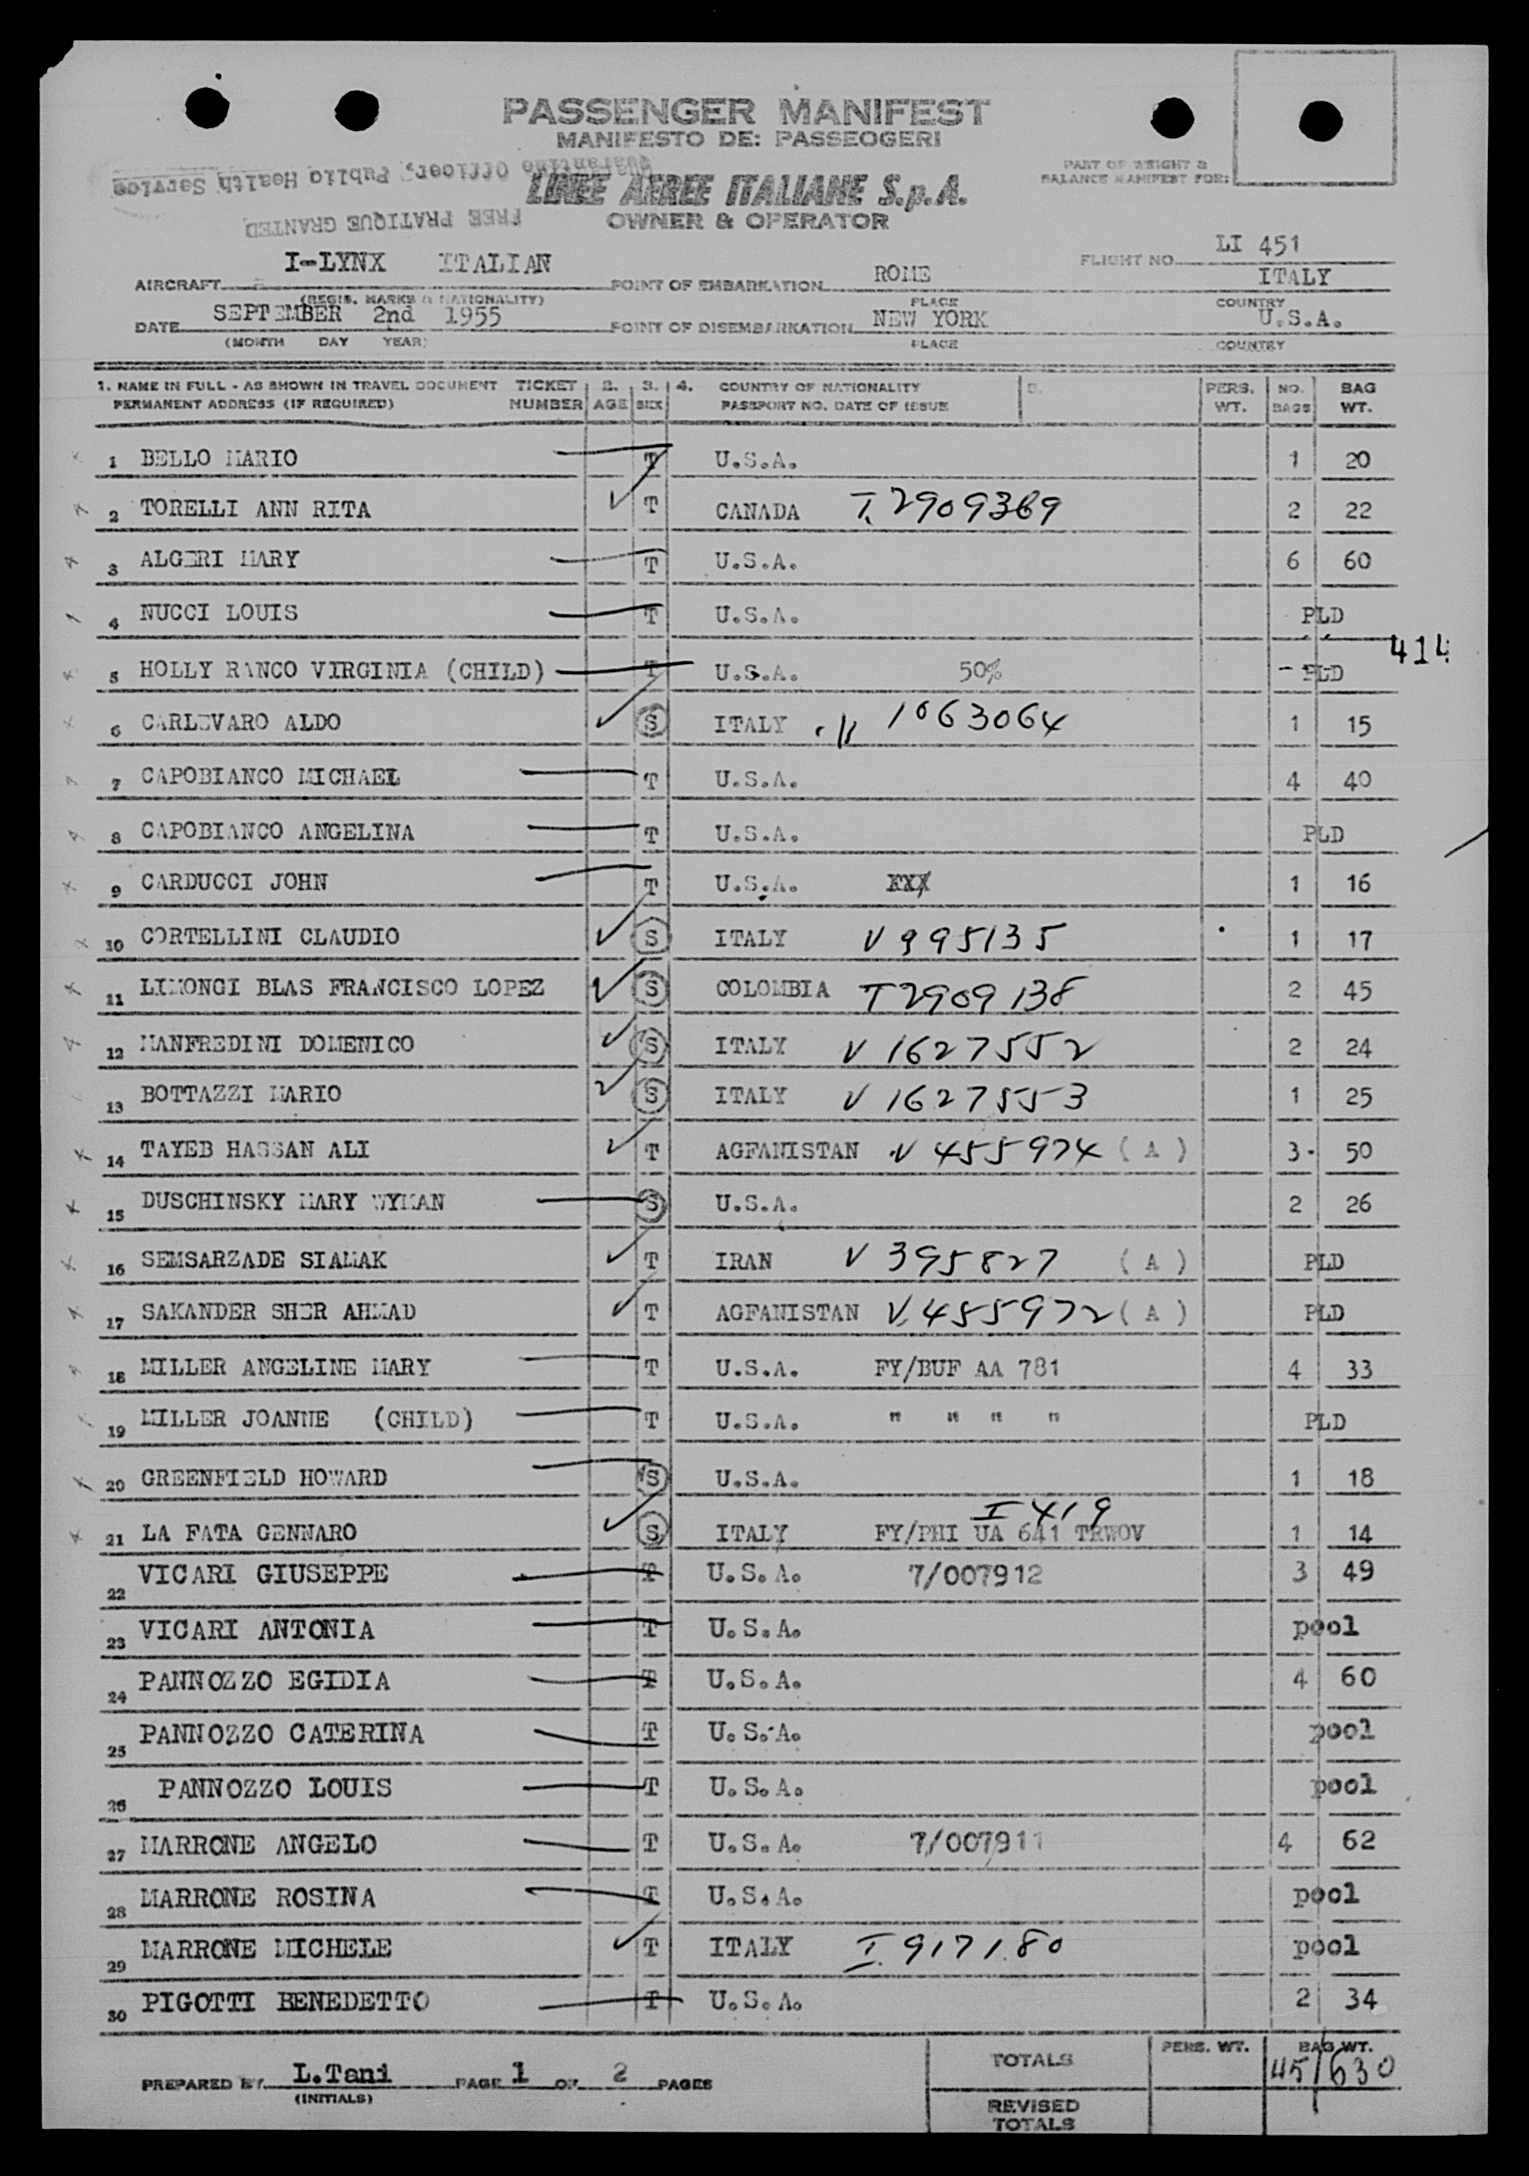 PASSENGER MANIFEST
MANIFESTO DE: PASSEOGERI
Quarantine Officer, Public Health Service
FREE PRATIQUE GRANTED
LINEE AEREE ITALIANE S.p.A.
OWNER & OPERATOR
PART OF WEIGHT &
BALANCE MANIFEST FOR:
AIRCRAFT I-LYNX ITALIAN POINT OF EMBARKATION ROME FLIGHT NO. LI 451
ITALY
(REGIS. MARKS & NATIONALITY) PLACE COUNTRY
DATE SEPTEMBER 2nd 1955 POINT OF DISEMBARKATION NEW YORK U.S.A.
(MONTH DAY YEAR) PLACE COUNTRY
1. NAME IN FULL - AS SHOWN IN TRAVEL DOCUMENT TICKET 2. 3. 4. COUNTRY OF NATIONALITY 5. PERS. NO. BAG
PERMANENT ADDRESS (IF REQUIRED) NUMBER AGE SEX PASSPORT NO. DATE OF ISSUE WT. BAGS WT.
1 BELLO MARIO T U.S.A. 1 20
2 TORELLI ANN RITA T CANADA T. 2909369 2 22
3 ALGERI MARY T U.S.A. 6 60
4 NUCCI LOUIS T U.S.A. PLD
414
5 HOLLY RANCO VIRGINIA (CHILD) T U.S.A. 50% - PLD
6 CARLEVARO ALDO S ITALY V 1063064 1 15
7 CAPOBIANCO MICHAEL T U.S.A. 4 40
8 CAPOBIANCO ANGELINA T U.S.A. PLD
9 CARDUCCI JOHN T U.S.A. 1 16
10 CORTELLINI CLAUDIO S ITALY V 995135 1 17
11 LIMONGI BLAS FRANCISCO LOPEZ S COLOMBIA T 2909138 2 45
12 MANFREDINI DOMENICO S ITALY V 1627552 2 24
13 BOTTAZZI MARIO S ITALY V 1627553 1 25
14 TAYEB HASSAN ALI T AGFANISTAN V 455974 ( A ) 3 50
15 DUSCHINSKY MARY WYMAN S U.S.A. 2 26
16 SEMSARZADE SIAMAK T IRAN V 395827 ( A ) PLD
17 SAKANDER SHER AHMAD T AGFANISTAN V. 455972 ( A ) PLD
18 MILLER ANGELINE MARY T U.S.A. FY/BUF AA 781 4 33
19 MILLER JOANNE (CHILD) T U.S.A. " " " " PLD
20 GREENFIELD HOWARD S U.S.A. 1 18
I 419
21 LA FATA GENNARO S ITALY FY/PHI UA 641 TRWOV 1 14
22 VICARI GIUSEPPE T U.S.A. 7/007912 3 49
23 VICARI ANTONIA T U.S.A. pool
24 PANNOZZO EGIDIA T U.S.A. 4 60
25 PANNOZZO CATERINA T U.S.A. pool
26 PANNOZZO LOUIS T U.S.A. pool
27 MARRONE ANGELO T U.S.A. 7/007911 4 62
28 MARRONE ROSINA T U.S.A. pool
29 MARRONE MICHELE T ITALY I. 917180 pool
30 PIGOTTI BENEDETTO T U.S.A. 2 34
TOTALS PERS. WT. BAG WT.
45/630
PREPARED BY L.Tani PAGE 1 OF 2 PAGES
(INITIALS)
REVISED
TOTALS